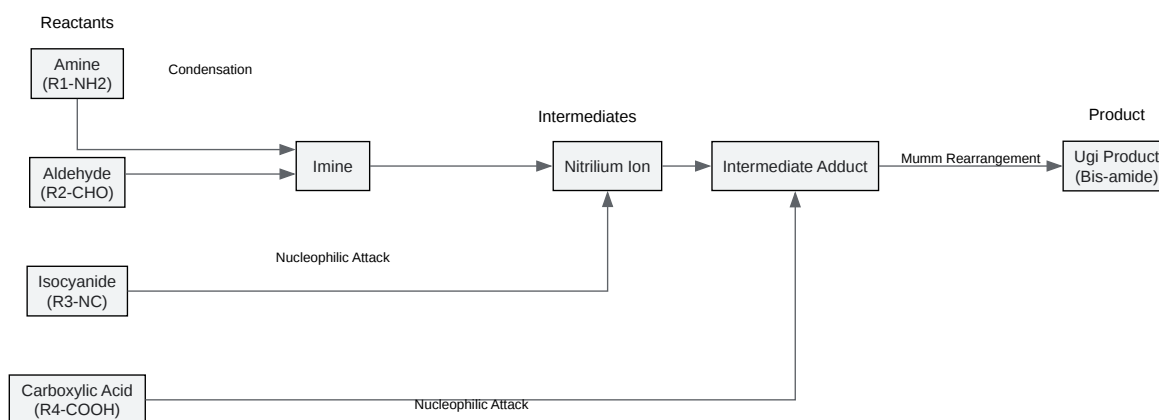 Reactants
Amine
(R1-NH2)
Condensation
Aldehyde
(R2-CHO)
Imine
Intermediates
Nitrilium Ion
Intermediate Adduct
Mumm Rearrangement
Product
Ugi Product
(Bis-amide)
Isocyanide
(R3-NC)
Nucleophilic Attack
Carboxylic Acid
(R4-COOH)
Nucleophilic Attack